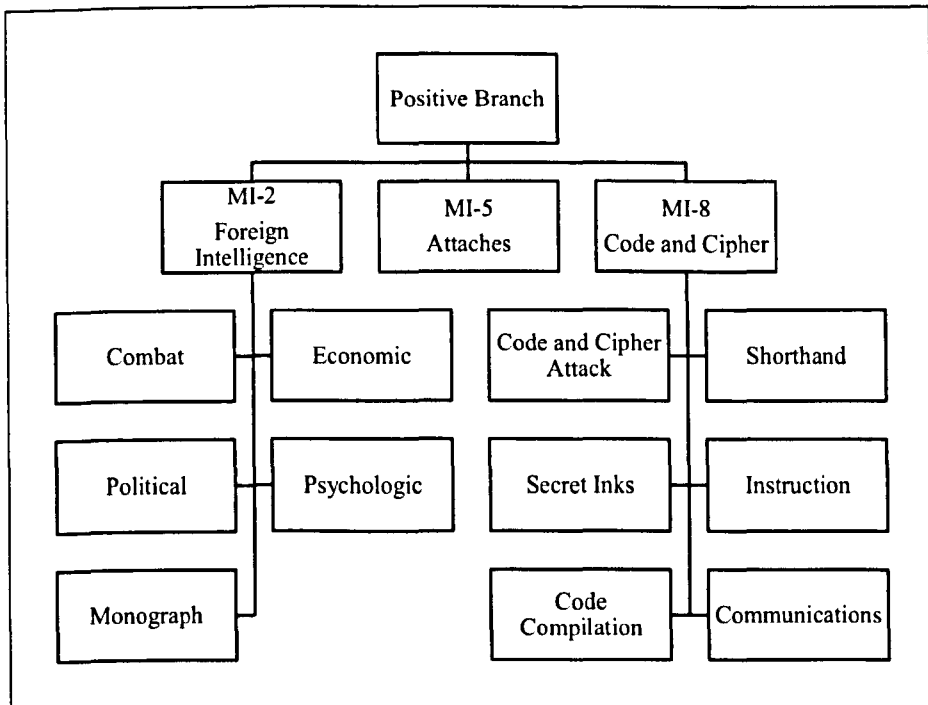 Positive Branch
MI-2
Foreign
Intelligence
MI-5
Attaches
MI-8
Code and Cipher
Combat
Economic
Code and Cipher
Attack
Shorthand
Political
Psychologic
Secret Inks
Instruction
Monograph
Code
Compilation
Communications